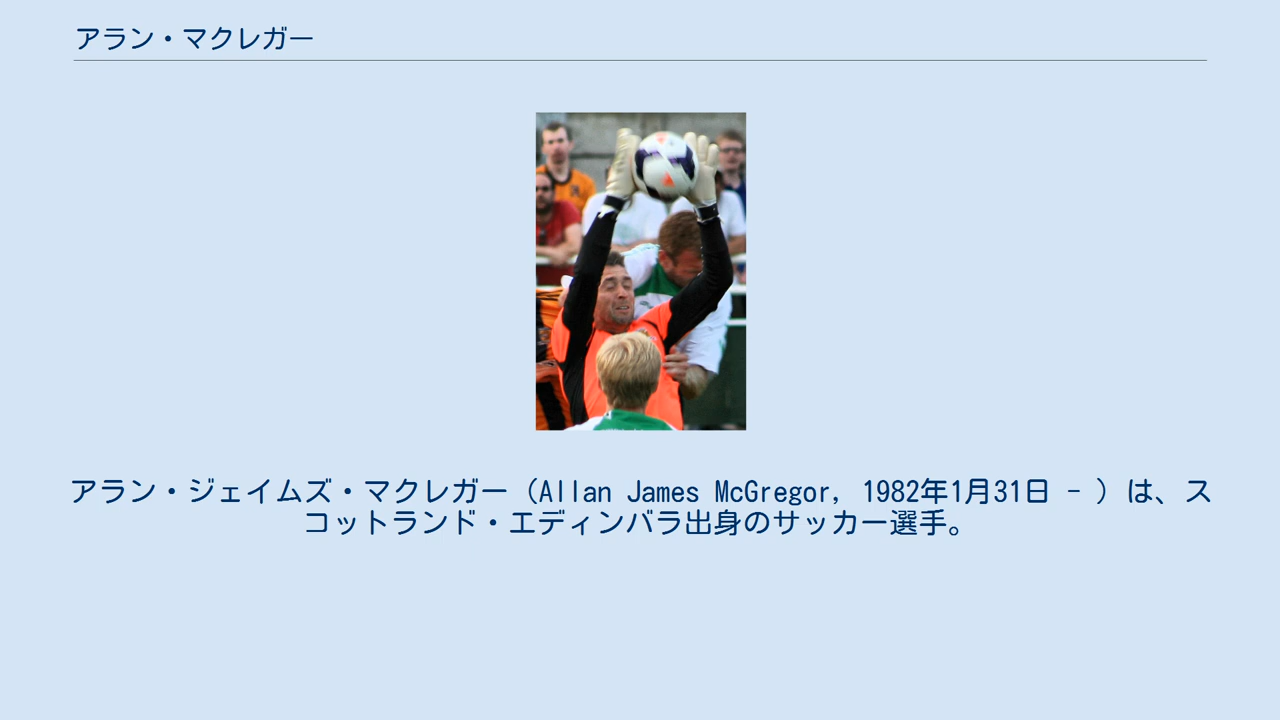 アラン・マクレガー
アラン・ジェイムズ・マクレガー（Allan James McGregor, 1982年1月31日 - ）は、ス
コットランド・エディンバラ出身のサッカー選手。